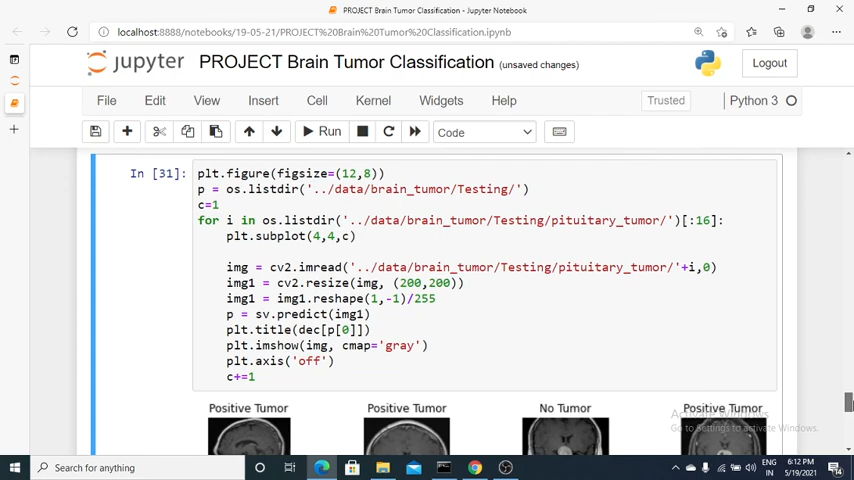 PROJECT Brain Tumor Classification - Jupyter Notebook
localhost:8888/notebooks/19-05-21/PROJECT%20Brain%20Tumor%20Classification.ipynb
jupyter PROJECT Brain Tumor Classification (unsaved changes) Logout
File Edit View Insert Cell Kernel Widgets Help Trusted Python 3
Run Code
In [31]: plt.figure(figsize=(12,8))
p = os.listdir('../data/brain_tumor/Testing/')
c=1
for i in os.listdir('../data/brain_tumor/Testing/pituitary_tumor/')[:16]:
    plt.subplot(4,4,c)
    img = cv2.imread('../data/brain_tumor/Testing/pituitary_tumor/'+i,0)
    img1 = cv2.resize(img, (200,200))
    img1 = img1.reshape(1,-1)/255
    p = sv.predict(img1)
    plt.title(dec[p[0]])
    plt.imshow(img, cmap='gray')
    plt.axis('off')
    c+=1
Positive Tumor Positive Tumor No Tumor Positive Tumor
Activate Windows
Go to Settings to activate Windows.
Search for anything
ENG 6:12 PM
IN 5/19/2021 14